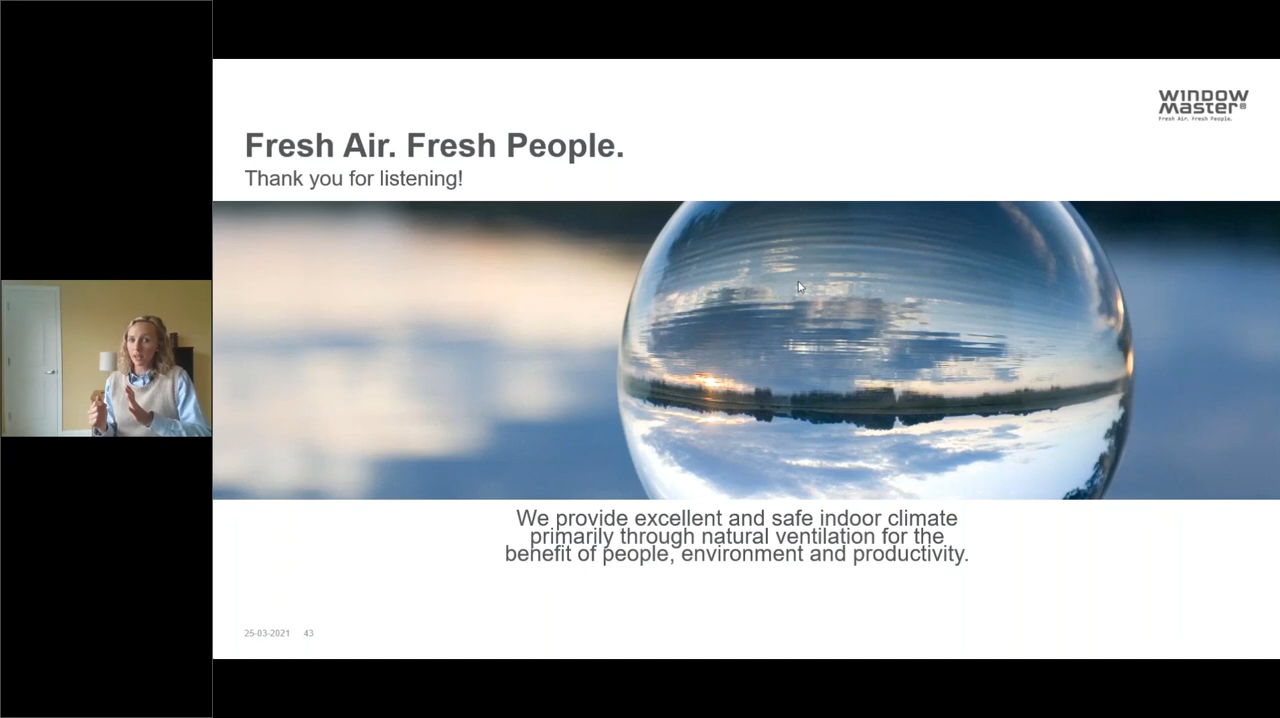 WINDOW
Master®
Fresh Air. Fresh People.
Fresh Air. Fresh People.
Thank you for listening!
We provide excellent and safe indoor climate
primarily through natural ventilation for the
benefit of people, environment and productivity.
25-03-2021 43